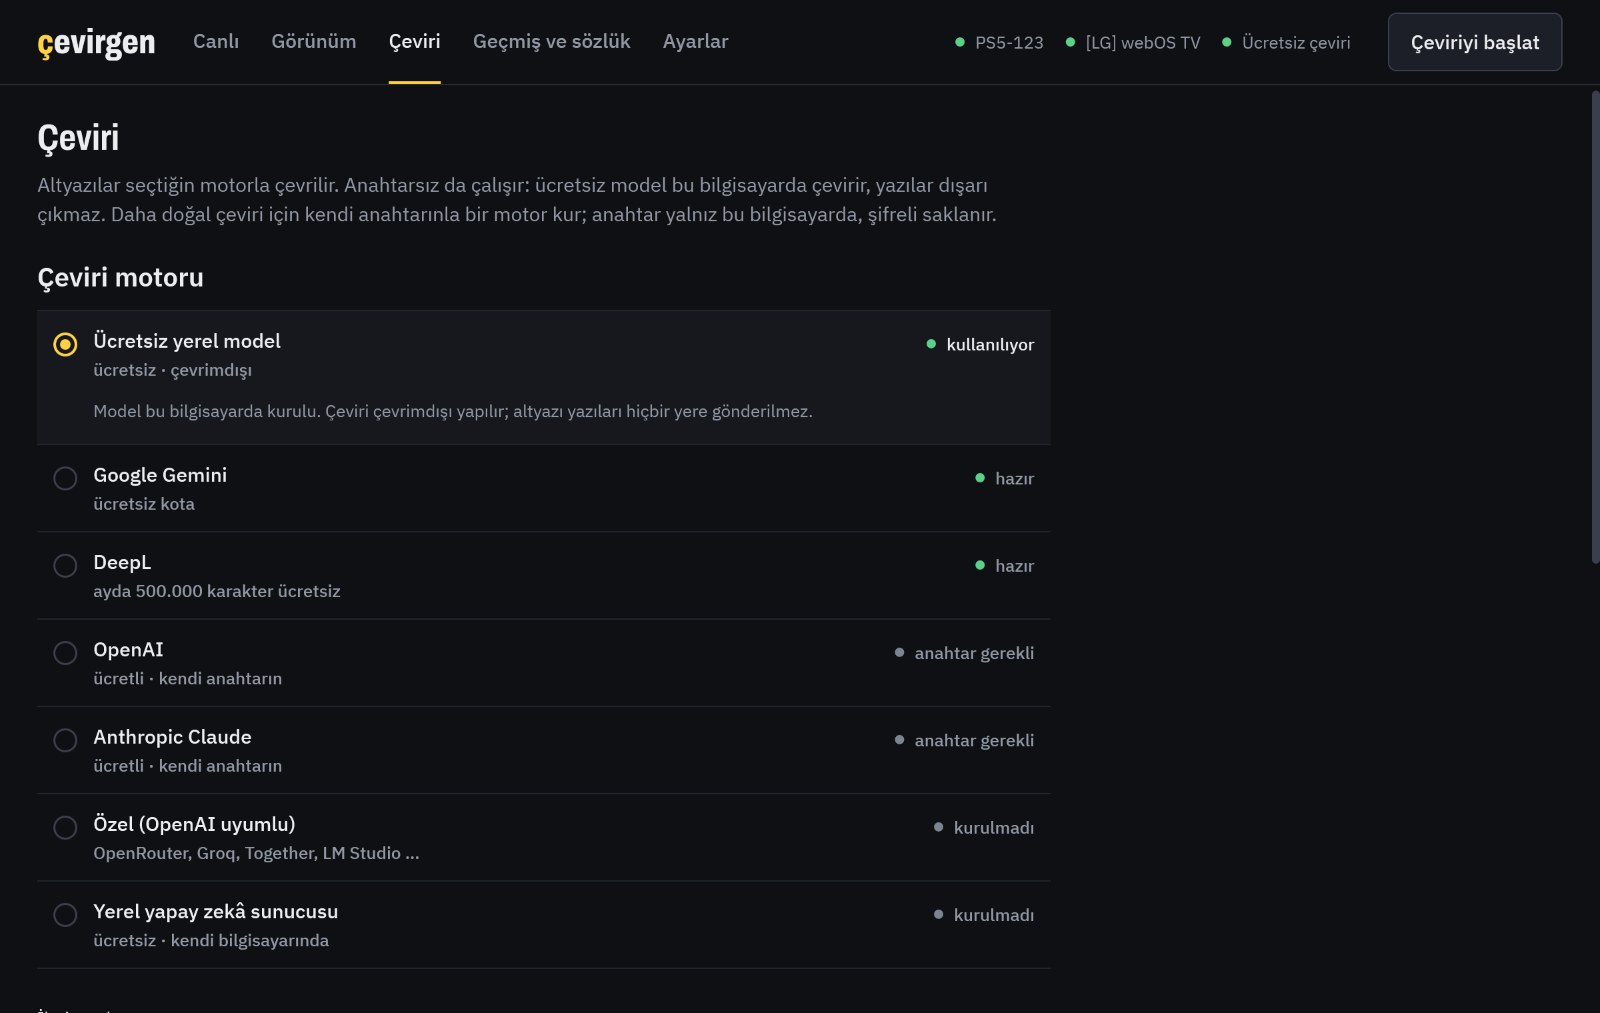 çevirgen
Canlı
Görünüm
Çeviri
Geçmiş ve sözlük
Ayarlar
PS5-123
[LG] webOS TV
Ücretsiz çeviri
Çeviriyi başlat
Çeviri
Altyazılar seçtiğin motorla çevrilir. Anahtarsız da çalışır: ücretsiz model bu bilgisayarda çevirir, yazılar dışarı
çıkmaz. Daha doğal çeviri için kendi anahtarınla bir motor kur; anahtar yalnız bu bilgisayarda, şifreli saklanır.
Çeviri motoru
Ücretsiz yerel model
kullanılıyor
ücretsiz · çevrimdışı
Model bu bilgisayarda kurulu. Çeviri çevrimdışı yapılır; altyazı yazıları hiçbir yere gönderilmez.
Google Gemini
hazır
ücretsiz kota
DeepL
hazır
ayda 500.000 karakter ücretsiz
OpenAI
anahtar gerekli
ücretli · kendi anahtarın
Anthropic Claude
anahtar gerekli
ücretli · kendi anahtarın
Özel (OpenAI uyumlu)
kurulmadı
OpenRouter, Groq, Together, LM Studio ...
Yerel yapay zekâ sunucusu
kurulmadı
ücretsiz · kendi bilgisayarında